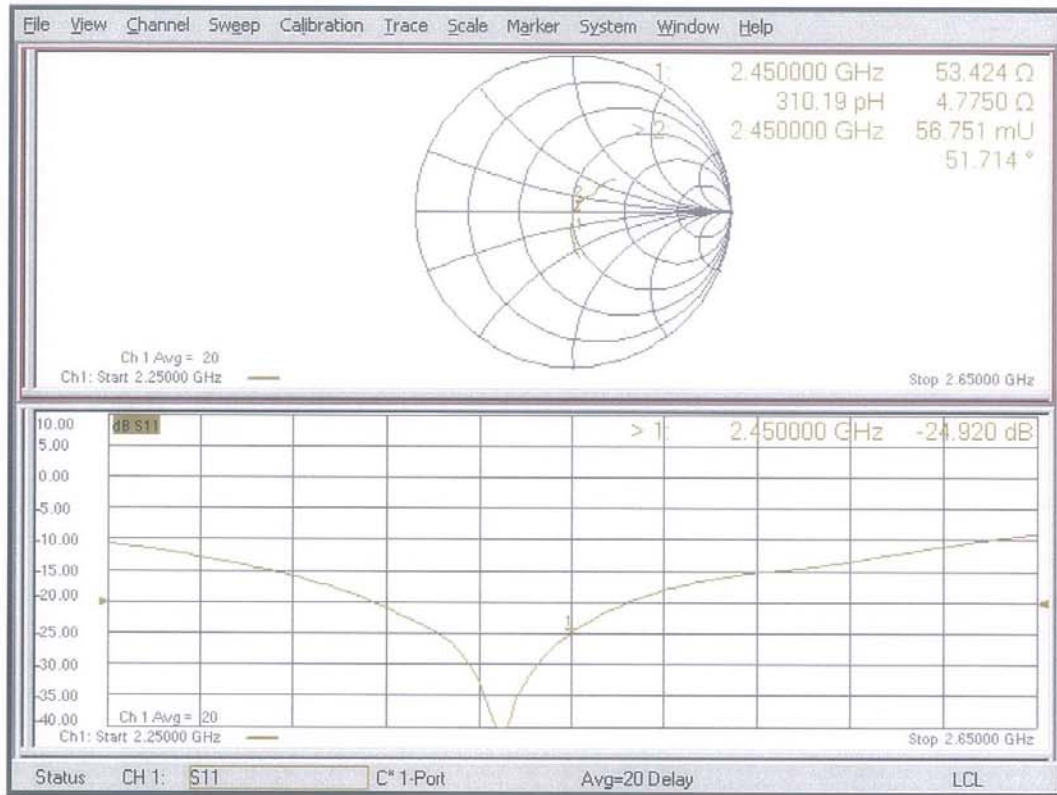 File View Channel Sweep Calibration Trace Scale Marker System Window Help
1: 2.450000 GHz 53.424 Ω
310.19 pH 4.7750 Ω
> 2 2.450000 GHz 56.751 mU
51.714 °
2
1
Ch 1 Avg = 20
Ch1: Start 2.25000 GHz
Stop 2.65000 GHz
dB S11
> 1: 2.450000 GHz -24.920 dB
10.00
5.00
0.00
-5.00
-10.00
-15.00
-20.00
-25.00
-30.00
-35.00
-40.00
1
Ch 1 Avg = 20
Ch1: Start 2.25000 GHz
Stop 2.65000 GHz
Status CH 1: S11 C* 1-Port Avg=20 Delay LCL